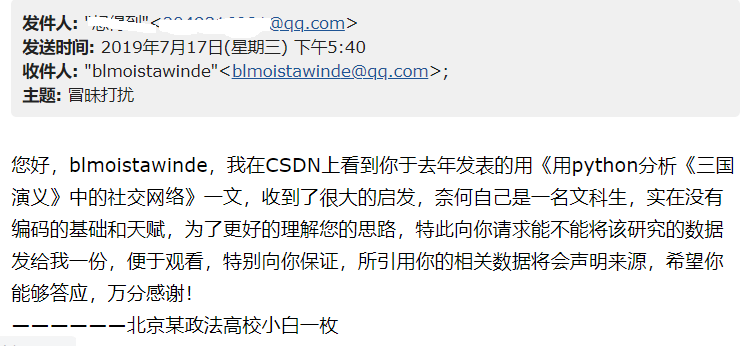 发件人: <@qq.com>
发送时间: 2019年7月17日(星期三) 下午5:40
收件人: "blmoistawinde"<blmoistawinde@qq.com>;
主题: 冒昧打扰
您好，blmoistawinde，我在CSDN上看到你于去年发表的用《用python分析《三国
演义》中的社交网络》一文，收到了很大的启发，奈何自己是一名文科生，实在没有
编码的基础和天赋，为了更好的理解您的思路，特此向你请求能不能将该研究的数据
发给我一份，便于观看，特别向你保证，所引用你的相关数据将会声明来源，希望你
能够答应，万分感谢！
——————北京某政法高校小白一枚